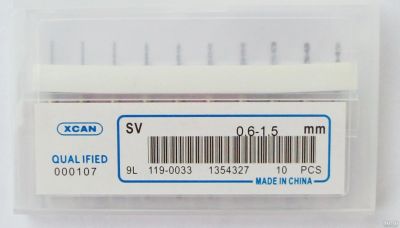 XCAN
SV 0.6-1.5 mm
QUALIFIED
000107
9L 119-0033 1354327 10 PCS
MADE IN CHINA